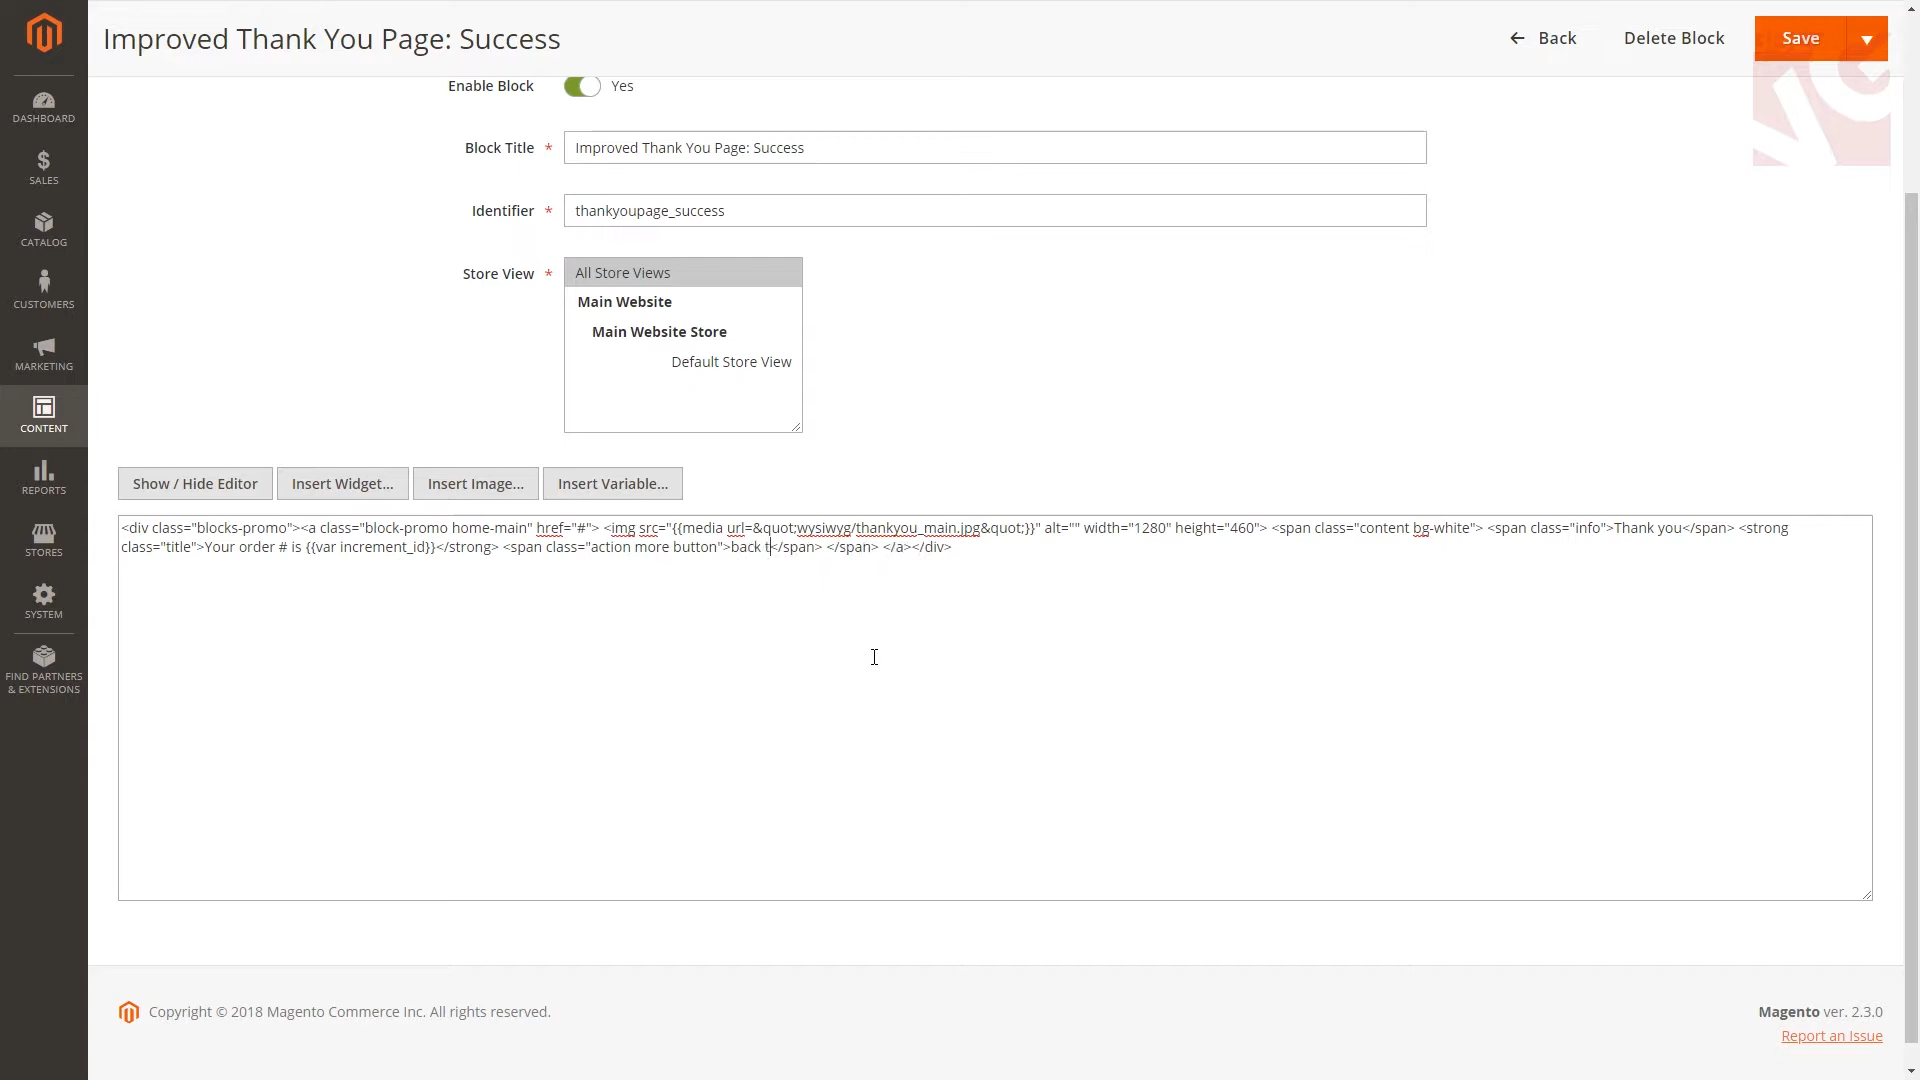 Improved Thank You Page: Success
Back
Delete Block
Save
DASHBOARD
SALES
CATALOG
CUSTOMERS
MARKETING
CONTENT
REPORTS
STORES
SYSTEM
FIND PARTNERS
& EXTENSIONS
Enable Block
Yes
Block Title *
Improved Thank You Page: Success
Identifier *
thankyoupage_success
Store View *
All Store Views
Main Website
Main Website Store
Default Store View
Show / Hide Editor
Insert Widget...
Insert Image...
Insert Variable...
<div class="blocks-promo"><a class="block-promo home-main" href="#"> <img src="{{media url=&quot;wysiwyg/thankyou_main.jpg&quot;}}" alt="" width="1280" height="460"> <span class="content bg-white"> <span class="info">Thank you</span> <strong
class="title">Your order # is {{var increment_id}}</strong> <span class="action more button">back t</span> </span> </a></div>
Copyright © 2018 Magento Commerce Inc. All rights reserved.
Magento ver. 2.3.0
Report an Issue